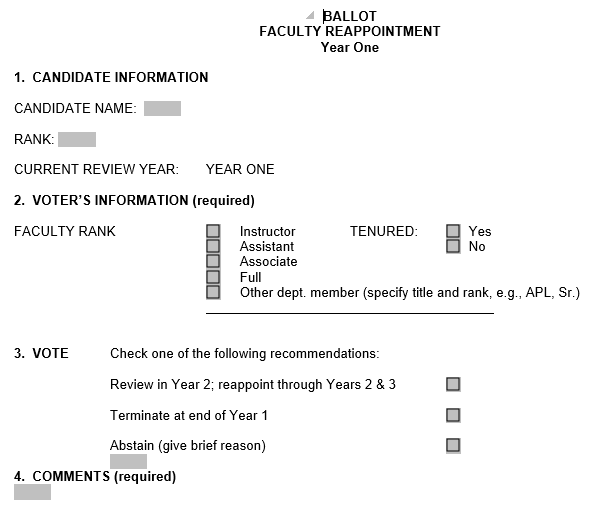 BALLOT
FACULTY REAPPOINTMENT
Year One
1. CANDIDATE INFORMATION
CANDIDATE NAME:
RANK:
CURRENT REVIEW YEAR: YEAR ONE
2. VOTER'S INFORMATION (required)
FACULTY RANK Instructor TENURED: Yes
Assistant No
Associate
Full
Other dept. member (specify title and rank, e.g., APL, Sr.)
3. VOTE Check one of the following recommendations:
Review in Year 2; reappoint through Years 2 & 3
Terminate at end of Year 1
Abstain (give brief reason)
4. COMMENTS (required)